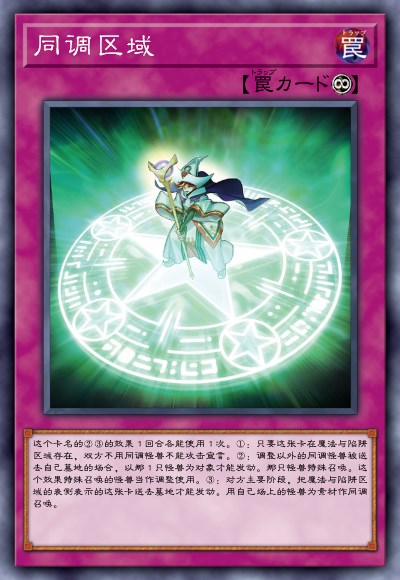 同调区域
トラップ
罠
トラップ
【罠カード】
这个卡名的②③的效果1回合各能使用1次。①：只要这张卡在魔法与陷阱
区域存在，双方不用同调怪兽不能攻击宣言。②：调整以外的同调怪兽被送
去自己墓地的场合，以那1只怪兽为对象才能发动。那只怪兽特殊召唤。这
个效果特殊召唤的怪兽当作调整使用。③：对方主要阶段，把魔法与陷阱区
域的表侧表示的这张卡送去墓地才能发动。用自己场上的怪兽为素材作同调
召唤。